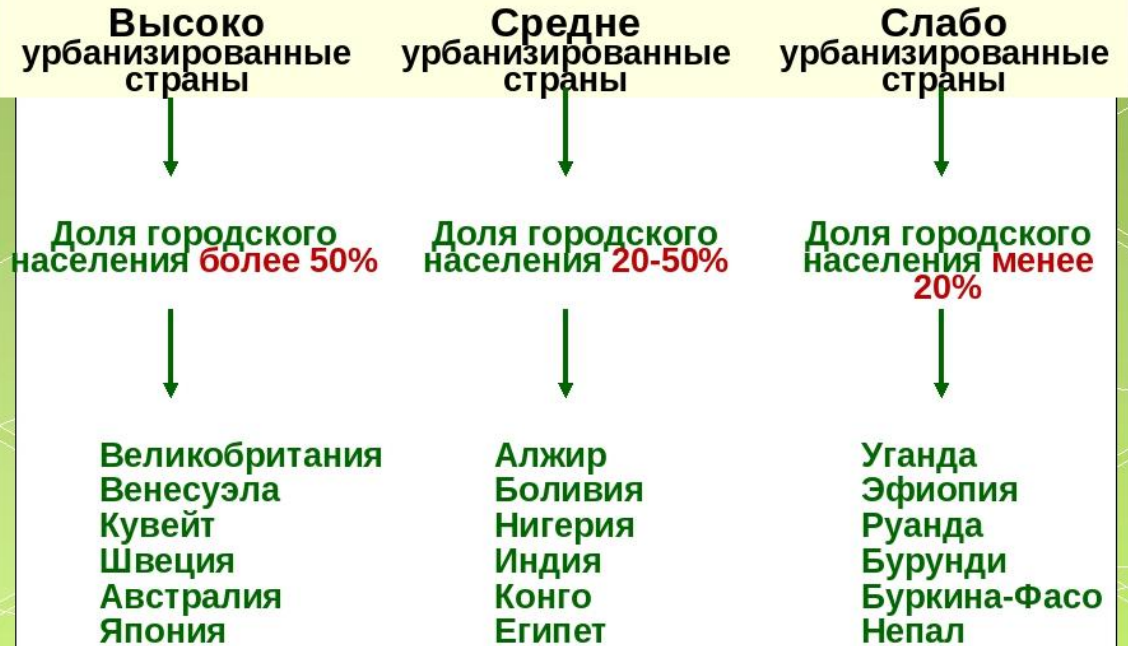 Высоко
урбанизированные
страны
Доля городского
населения более 50%
Великобритания
Венесуэла
Кувейт
Швеция
Австралия
Япония
Средне
урбанизированные
страны
Доля городского
населения 20-50%
Алжир
Боливия
Нигерия
Индия
Конго
Египет
Слабо
урбанизированные
страны
Доля городского
населения менее
20%
Уганда
Эфиопия
Руанда
Бурунди
Буркина-Фасо
Непал